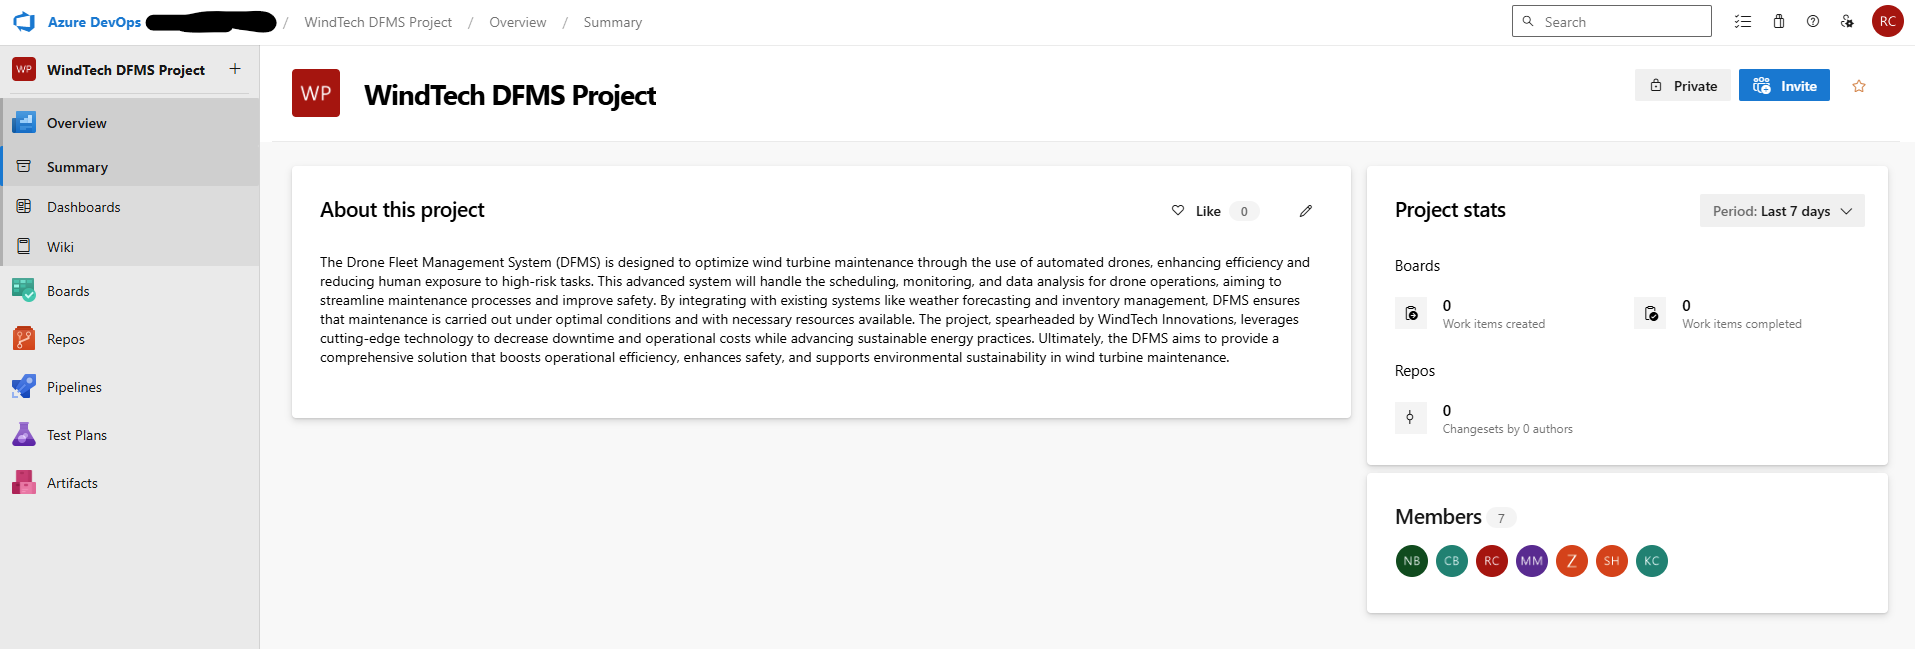 Azure DevOps / WindTech DFMS Project / Overview / Summary
Search
RC
WP WindTech DFMS Project +
Overview
Summary
Dashboards
Wiki
Boards
Repos
Pipelines
Test Plans
Artifacts
WP WindTech DFMS Project
Private
Invite
About this project
Like 0
The Drone Fleet Management System (DFMS) is designed to optimize wind turbine maintenance through the use of automated drones, enhancing efficiency and
reducing human exposure to high-risk tasks. This advanced system will handle the scheduling, monitoring, and data analysis for drone operations, aiming to
streamline maintenance processes and improve safety. By integrating with existing systems like weather forecasting and inventory management, DFMS ensures
that maintenance is carried out under optimal conditions and with necessary resources available. The project, spearheaded by WindTech Innovations, leverages
cutting-edge technology to decrease downtime and operational costs while advancing sustainable energy practices. Ultimately, the DFMS aims to provide a
comprehensive solution that boosts operational efficiency, enhances safety, and supports environmental sustainability in wind turbine maintenance.
Project stats
Period: Last 7 days
Boards
0
Work items created
0
Work items completed
Repos
0
Changesets by 0 authors
Members 7
NB CB RC MM Z SH KC